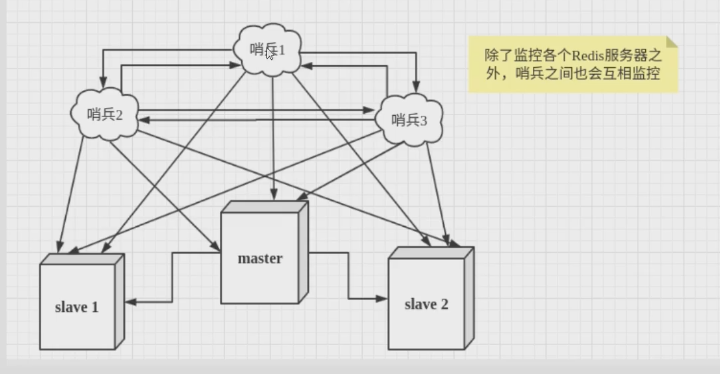 哨兵1
除了监控各个Redis服务器之
外，哨兵之间也会互相监控
哨兵2
哨兵3
master
slave 1
slave 2